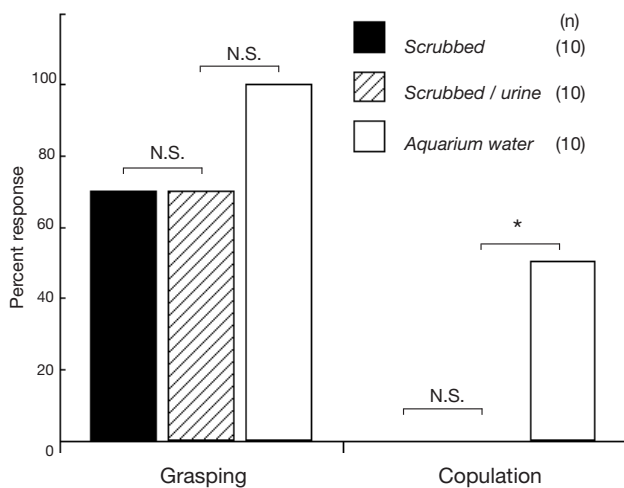 (n)
Scrubbed (10)
Scrubbed / urine (10)
Aquarium water (10)
N.S.
N.S.
*
N.S.
Percent response
100
80
60
40
20
0
Grasping Copulation